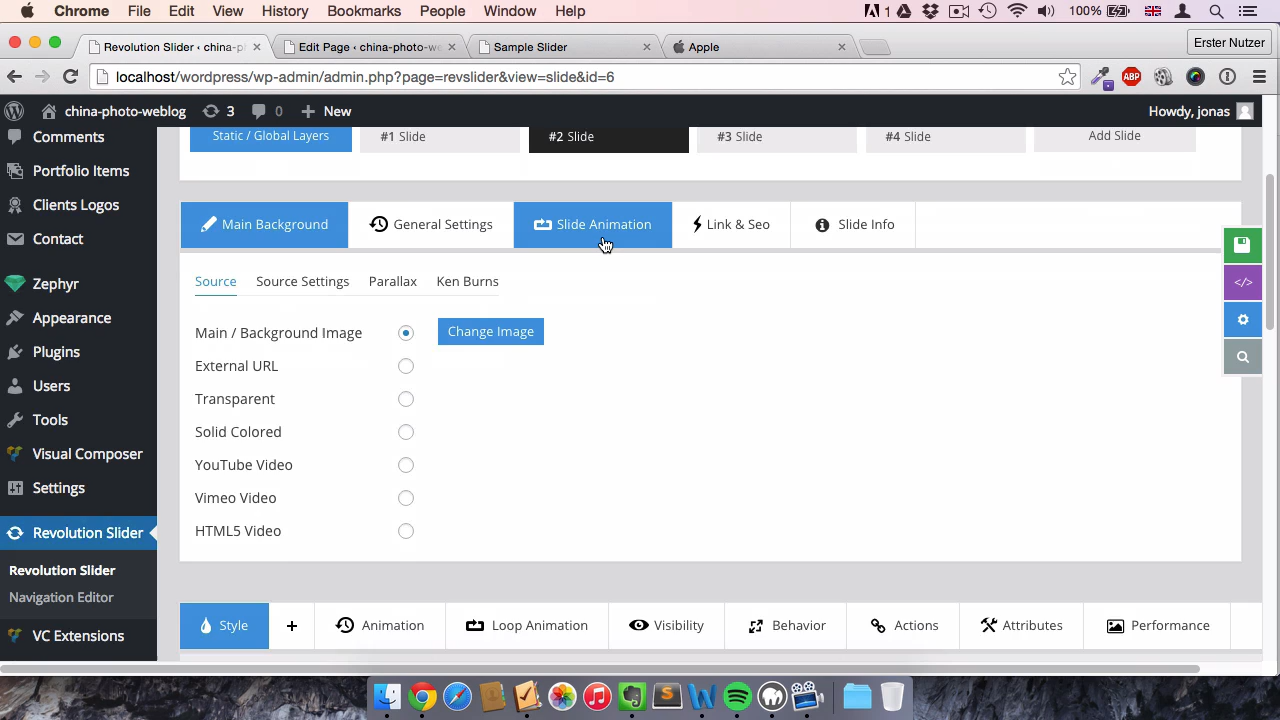 Chrome File Edit View History Bookmarks People Window Help 1 100%
Revolution Slider ‹ china-p Edit Page ‹ china-photo-we Sample Slider Apple Erster Nutzer
localhost/wordpress/wp-admin/admin.php?page=revslider&view=slide&id=6 ABP
china-photo-weblog 3 0 New Howdy, jonas
Comments
Portfolio Items
Clients Logos
Contact
Zephyr
Appearance
Plugins
Users
Tools
Visual Composer
Settings
Revolution Slider
Revolution Slider
Navigation Editor
VC Extensions
Static / Global Layers #1 Slide #2 Slide #3 Slide #4 Slide Add Slide
Main Background General Settings Slide Animation Link & Seo Slide Info
Source Source Settings Parallax Ken Burns
Main / Background Image Change Image
External URL
Transparent
Solid Colored
YouTube Video
Vimeo Video
HTML5 Video
</>
Style + Animation Loop Animation Visibility Behavior Actions Attributes Performance